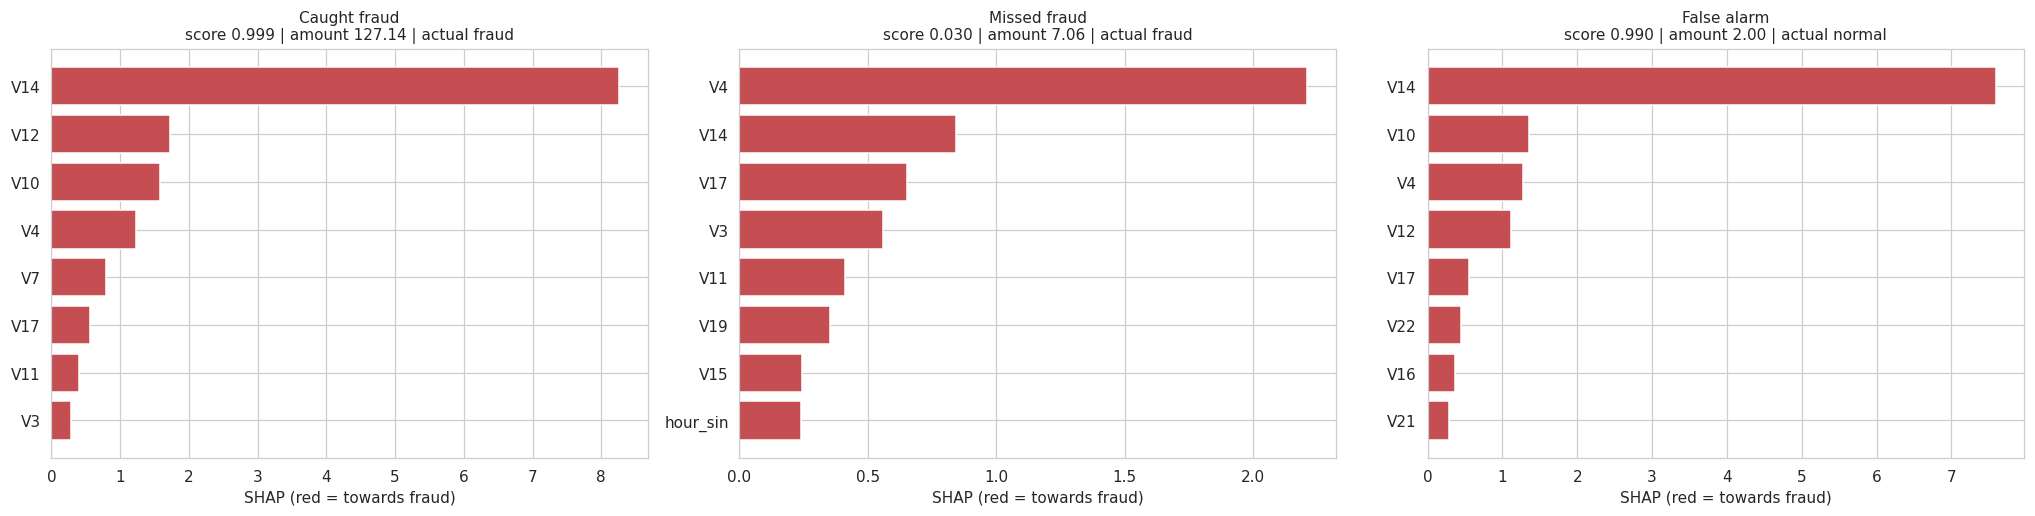 Caught fraud
score 0.999 | amount 127.14 | actual fraud
V14
V12
V10
V4
V7
V17
V11
V3
0 1 2 3 4 5 6 7 8
SHAP (red = towards fraud)
Missed fraud
score 0.030 | amount 7.06 | actual fraud
V4
V14
V17
V3
V11
V19
V15
hour_sin
0.0 0.5 1.0 1.5 2.0
SHAP (red = towards fraud)
False alarm
score 0.990 | amount 2.00 | actual normal
V14
V10
V4
V12
V17
V22
V16
V21
0 1 2 3 4 5 6 7
SHAP (red = towards fraud)